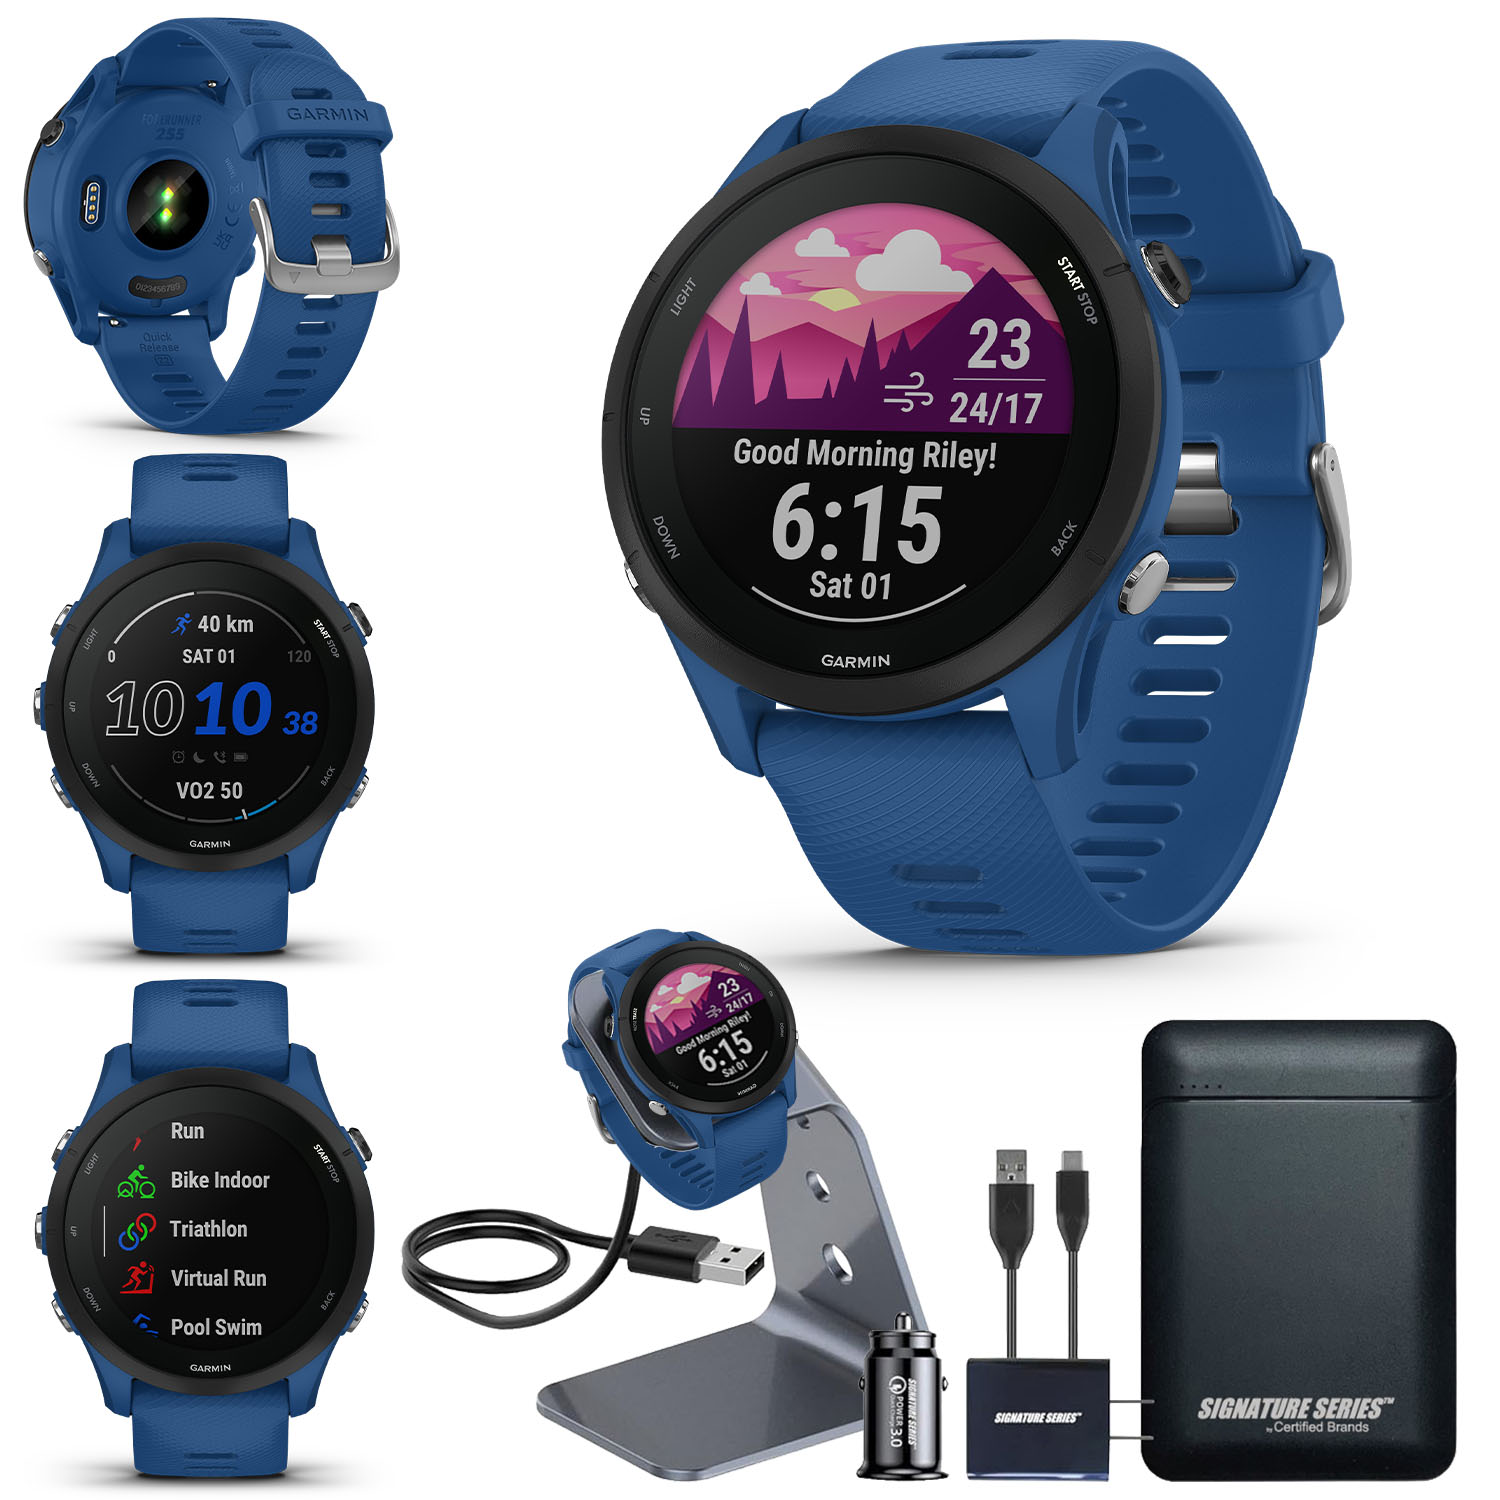 GARMIN
FORERUNNER
255
0123456789
Quick
Release
LIGHT
START STOP
UP
DOWN
BACK
23
24/17
Good Morning Riley!
6:15
Sat 01
GARMIN
LIGHT
START STOP
UP
DOWN
BACK
40 km
0 SAT 01 120
10 10 38
VO2 50
GARMIN
LIGHT
START STOP
UP
DOWN
BACK
Run
Bike Indoor
Triathlon
Virtual Run
Pool Swim
GARMIN
23
24/17
Good Morning Riley!
6:15
Sat 01
SIGNATURE SERIES™
POWER 3.0
Quick Charge
SIGNATURE SERIES™
SIGNATURE SERIES™
by Certified Brands